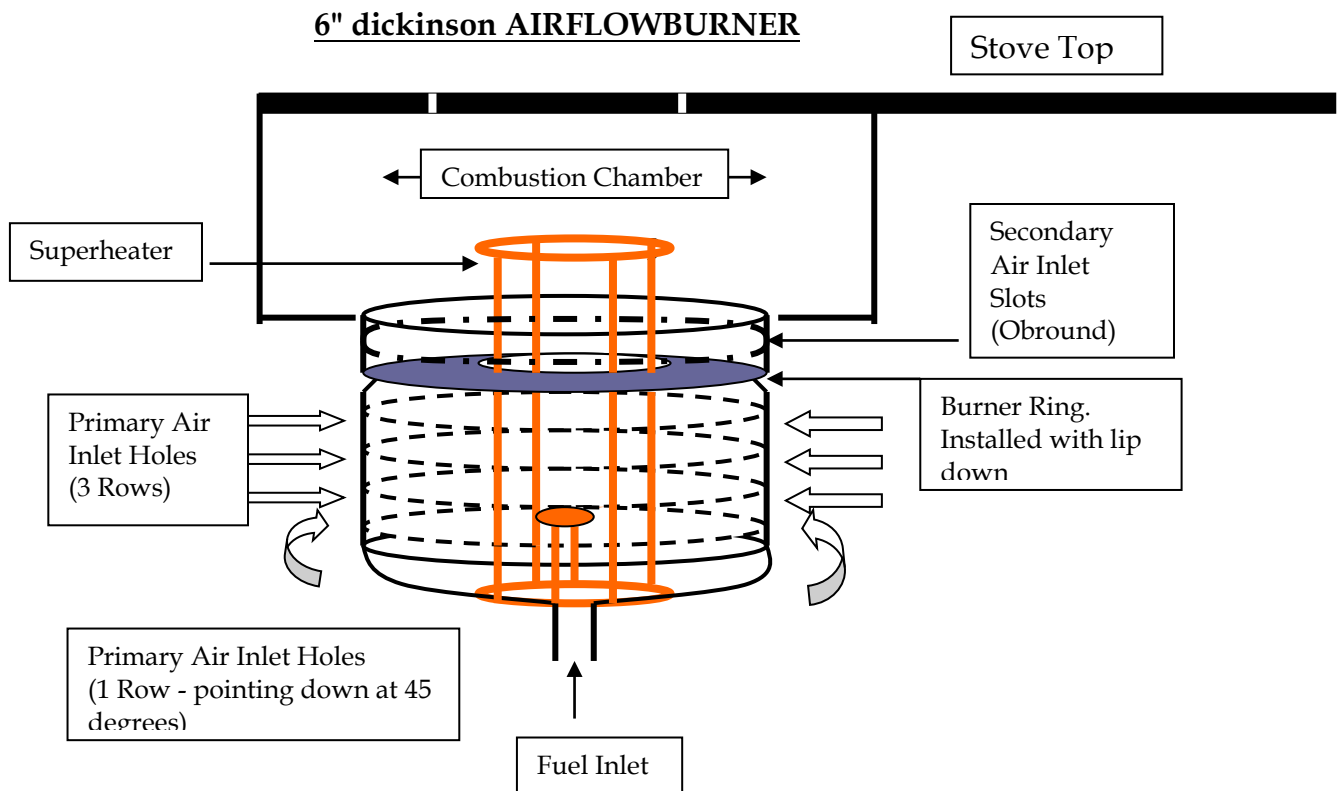 6" dickinson AIRFLOWBURNER
Stove Top
Combustion Chamber
Superheater
Secondary
Air Inlet
Slots
(Obround)
Primary Air
Inlet Holes
(3 Rows)
Burner Ring.
Installed with lip
down
Primary Air Inlet Holes
(1 Row - pointing down at 45
degrees)
Fuel Inlet